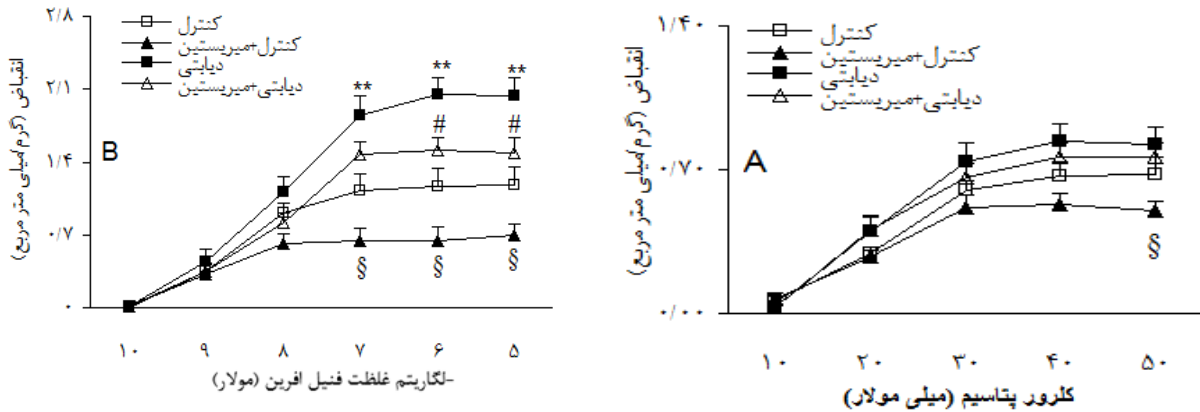 ۲/۸
۲/۱
۱/۴
۰/۷
۰
انقباض (گرم/میلی متر مربع)
کنترل
کنترل+میریستین
دیابتی
دیابتی+میریستین
B
**
**
**
#
#
§
§
§
۱۰ ۹ ۸ ۷ ۶ ۵
-لگاریتم غلظت فنیل افرین (مولار)
۱/۴۰
۰/۷۰
۰/۰۰
انقباض (گرم/میلی متر مربع)
کنترل
کنترل+میریستین
دیابتی
دیابتی+میریستین
A
§
۱۰ ۲۰ ۳۰ ۴۰ ۵۰
کلرور پتاسیم (میلی مولار)